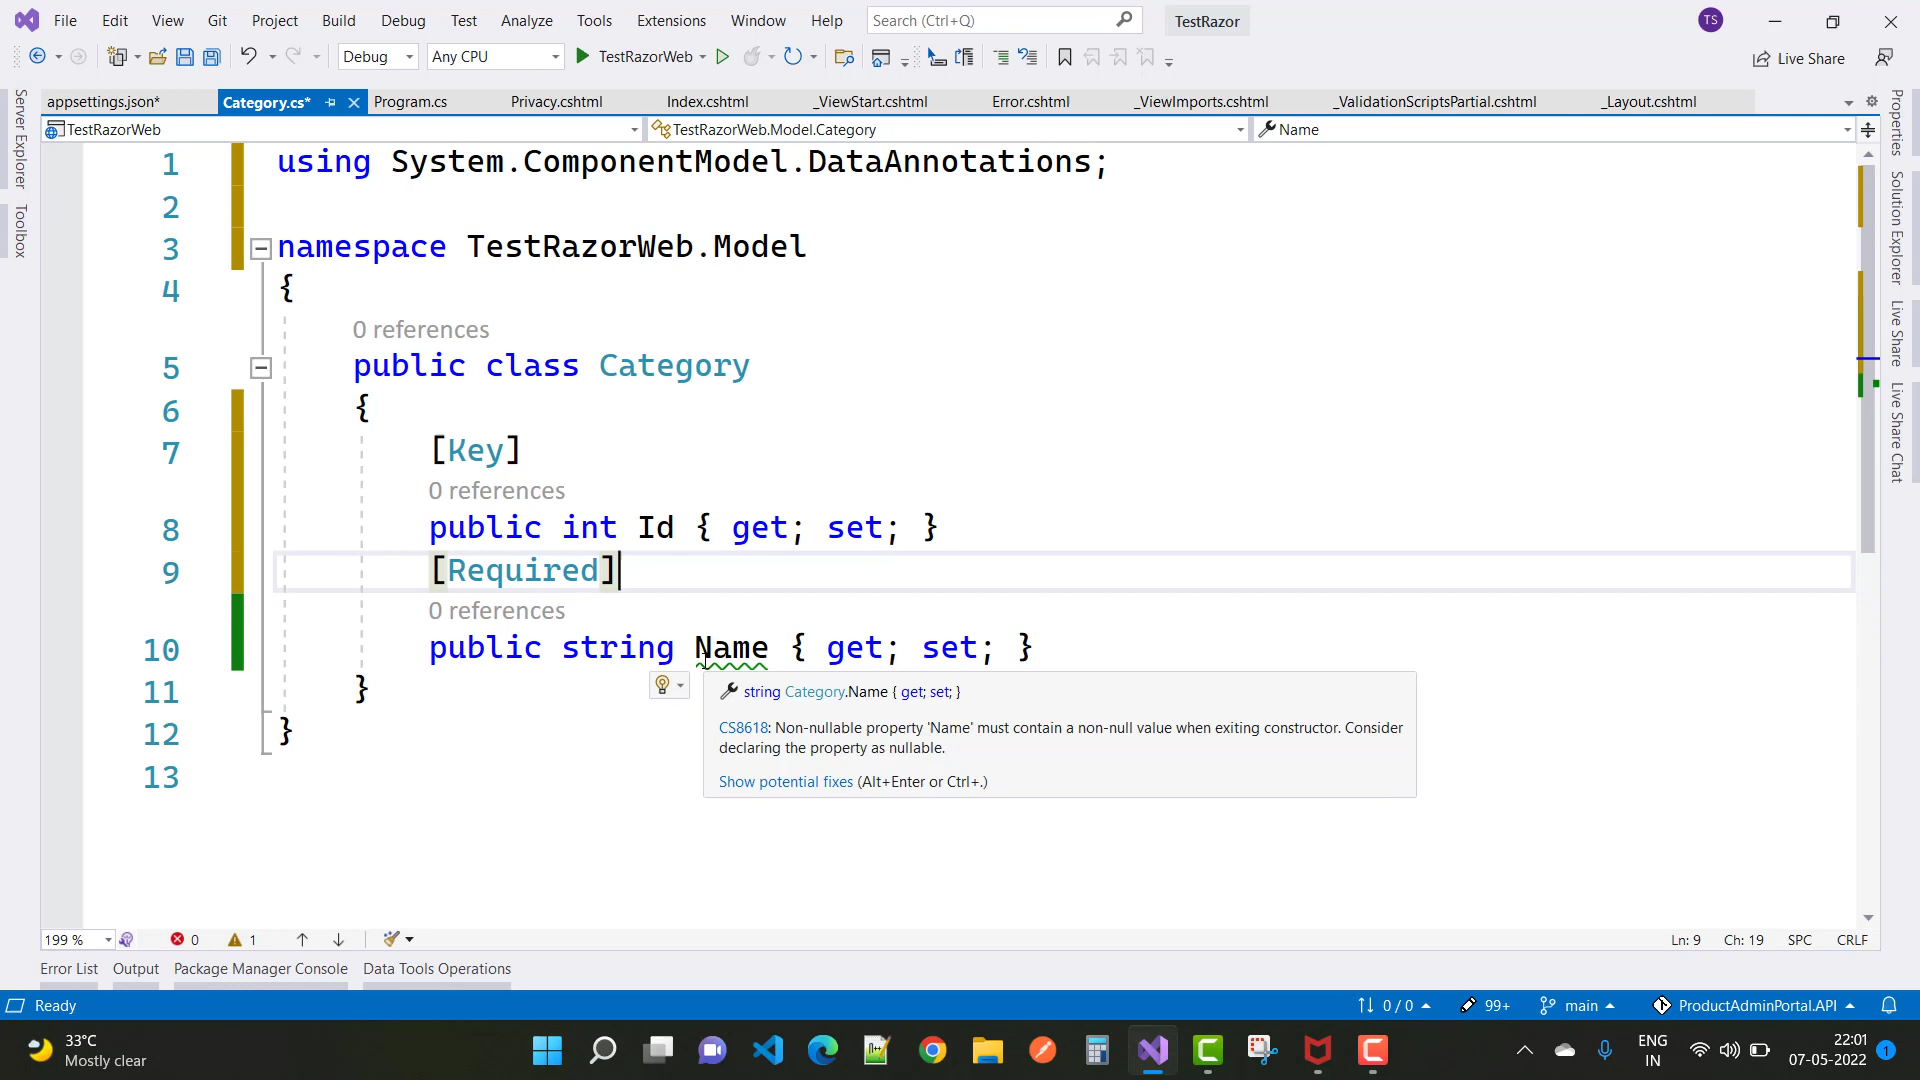 File Edit View Git Project Build Debug Test Analyze Tools Extensions Window Help Search (Ctrl+Q) TestRazor TS
Debug Any CPU TestRazorWeb Live Share
appsettings.json* Category.cs* Program.cs Privacy.cshtml Index.cshtml _ViewStart.cshtml Error.cshtml _ViewImports.cshtml _ValidationScriptsPartial.cshtml _Layout.cshtml
TestRazorWeb TestRazorWeb.Model.Category Name
Server Explorer
Toolbox
Properties
Solution Explorer
Live Share
Live Share Chat
1 using System.ComponentModel.DataAnnotations;
2
3 namespace TestRazorWeb.Model
4 {
0 references
5 public class Category
6 {
7 [Key]
0 references
8 public int Id { get; set; }
9 [Required]
0 references
10 public string Name { get; set; }
11 }
12 }
13
string Category.Name { get; set; }
CS8618: Non-nullable property 'Name' must contain a non-null value when exiting constructor. Consider
declaring the property as nullable.
Show potential fixes (Alt+Enter or Ctrl+.)
199 % 0 1 Ln: 9 Ch: 19 SPC CRLF
Error List Output Package Manager Console Data Tools Operations
Ready 0 / 0 99+ main ProductAdminPortal.API
33°C
Mostly clear
ENG
IN
22:01
07-05-2022
1